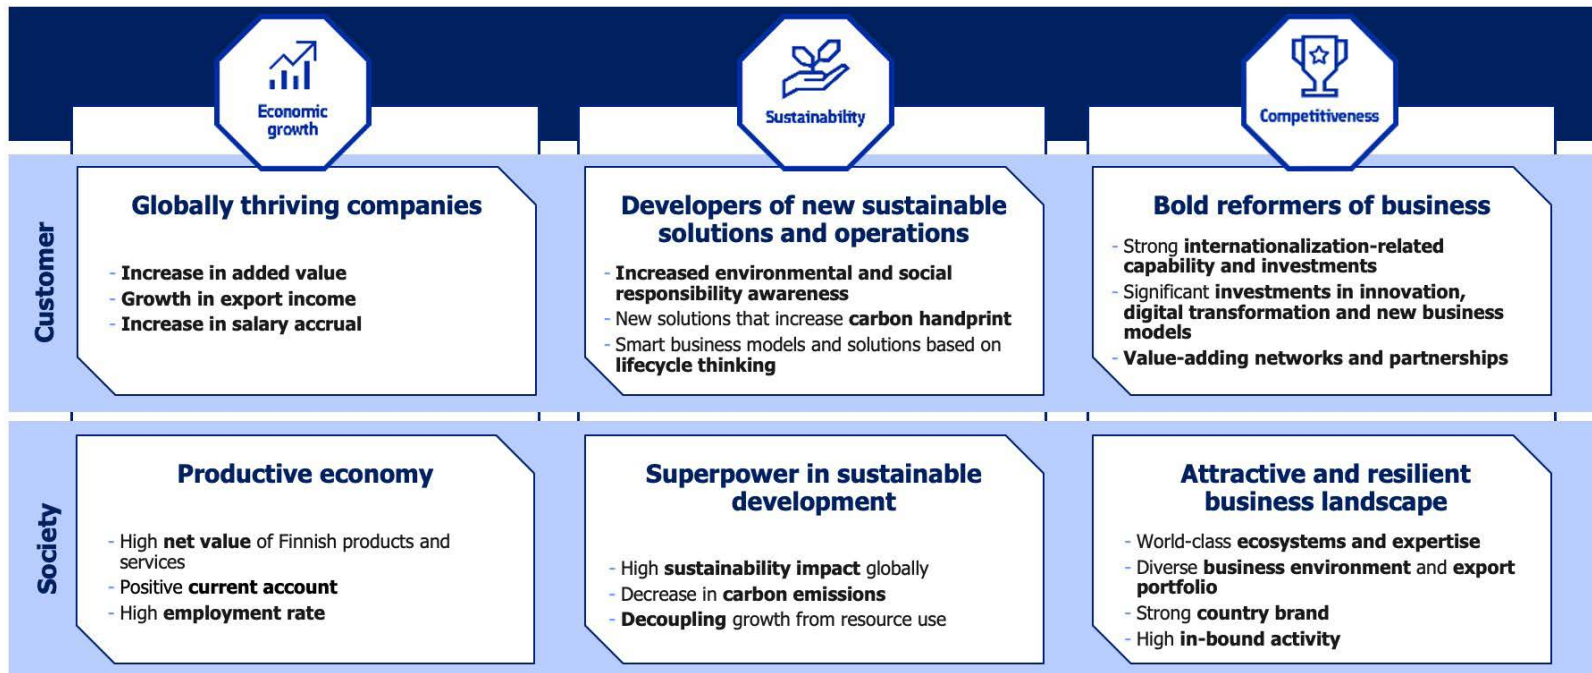 Economic
growth
Sustainability
Competitiveness
Customer
Globally thriving companies
- Increase in added value
- Growth in export income
- Increase in salary accrual
Developers of new sustainable
solutions and operations
- Increased environmental and social
responsibility awareness
- New solutions that increase carbon handprint
- Smart business models and solutions based on
lifecycle thinking
Bold reformers of business
- Strong internationalization-related
capability and investments
- Significant investments in innovation,
digital transformation and new business
models
- Value-adding networks and partnerships
Society
Productive economy
- High net value of Finnish products and
services
- Positive current account
- High employment rate
Superpower in sustainable
development
- High sustainability impact globally
- Decrease in carbon emissions
- Decoupling growth from resource use
Attractive and resilient
business landscape
- World-class ecosystems and expertise
- Diverse business environment and export
portfolio
- Strong country brand
- High in-bound activity